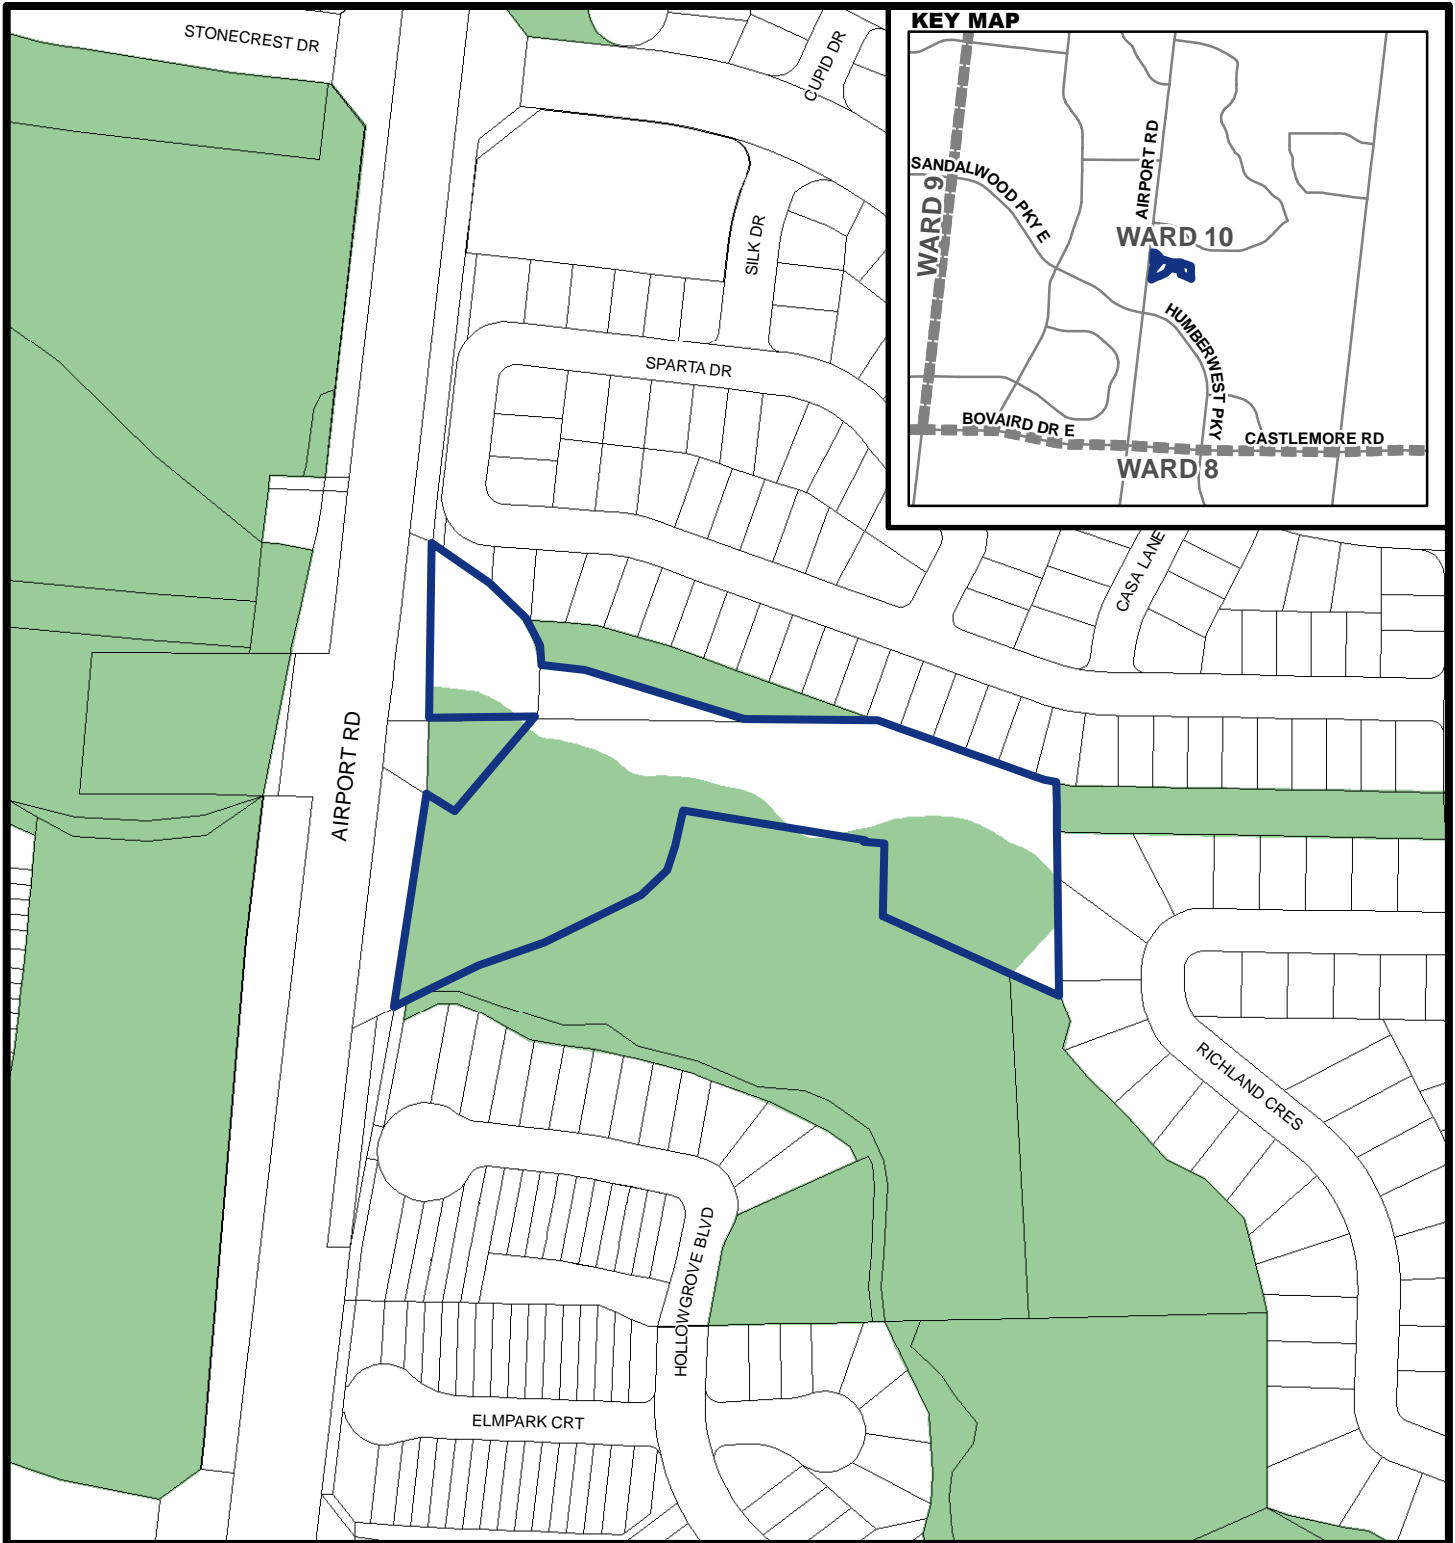 STONECREST DR
CUPID DR
KEY MAP
AIRPORT RD
SANDALWOOD PKY E
WARD 9
WARD 10
HUMBERWEST PKY
BOVAIRD DR E
CASTLEMORE RD
WARD 8
SILK DR
SPARTA DR
CASA LANE
AIRPORT RD
RICHLAND CRES
HOLLOWGROVE BLVD
ELMPARK CRT